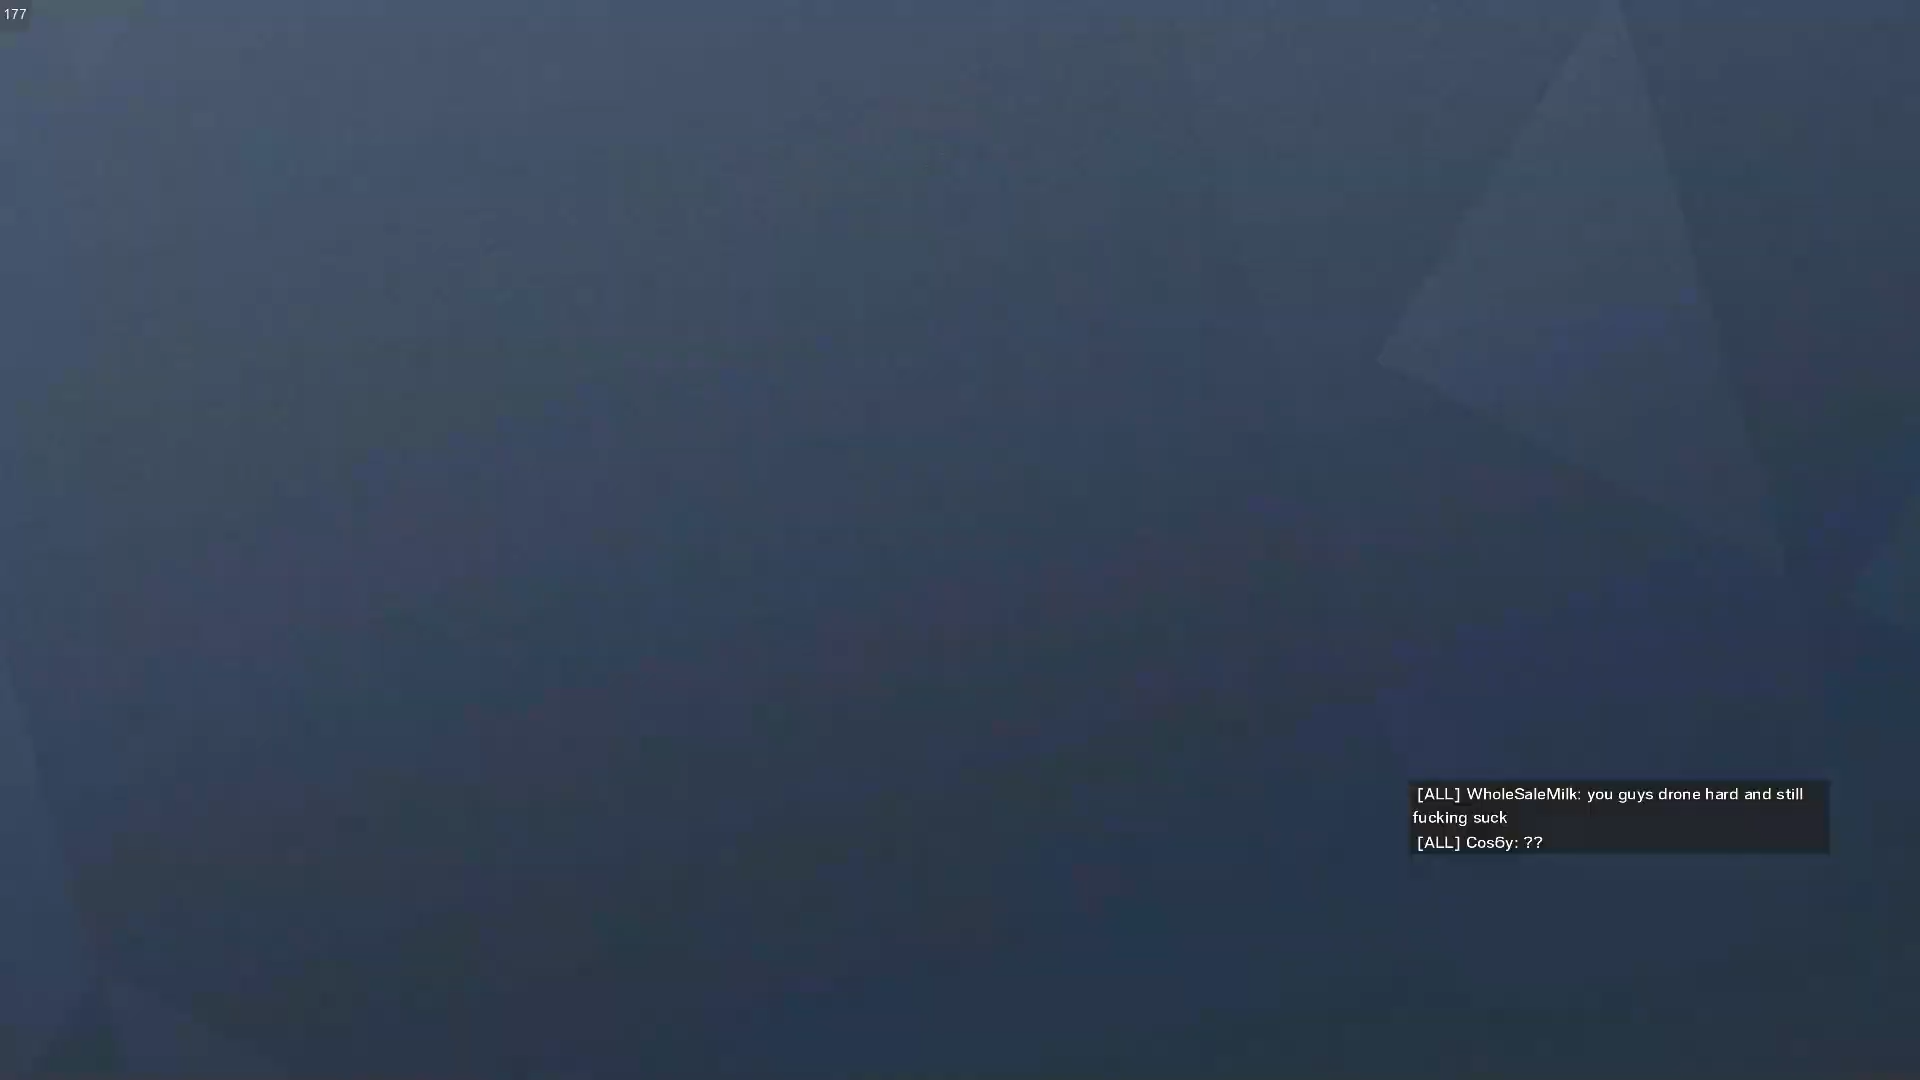 177
[ALL] WholeSaleMilk: you guys drone hard and still
fucking suck
[ALL] Cos6y: ??